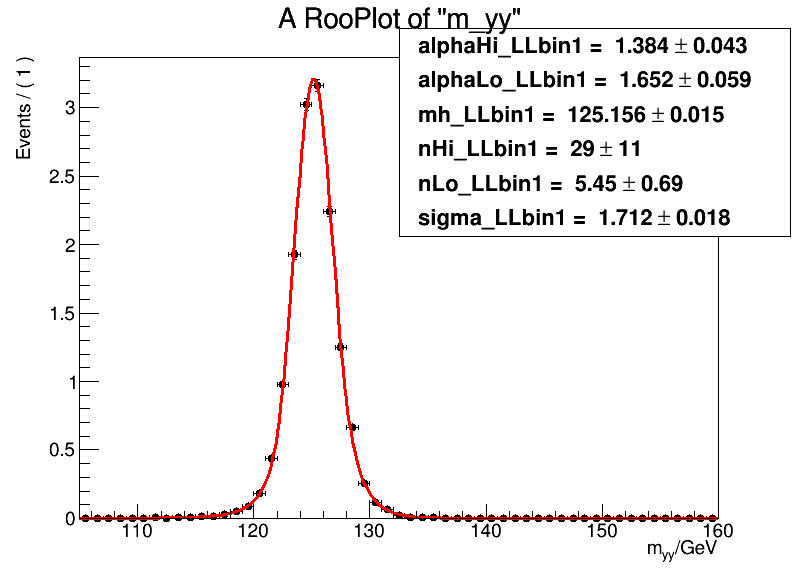 A RooPlot of "m_yy"
alphaHi_LLbin1 = 1.384 ± 0.043
alphaLo_LLbin1 = 1.652 ± 0.059
mh_LLbin1 = 125.156 ± 0.015
nHi_LLbin1 = 29 ± 11
nLo_LLbin1 = 5.45 ± 0.69
sigma_LLbin1 = 1.712 ± 0.018
Events / ( 1 )
3
2.5
2
1.5
1
0.5
0
110 120 130 140 150 160
m_yy/GeV